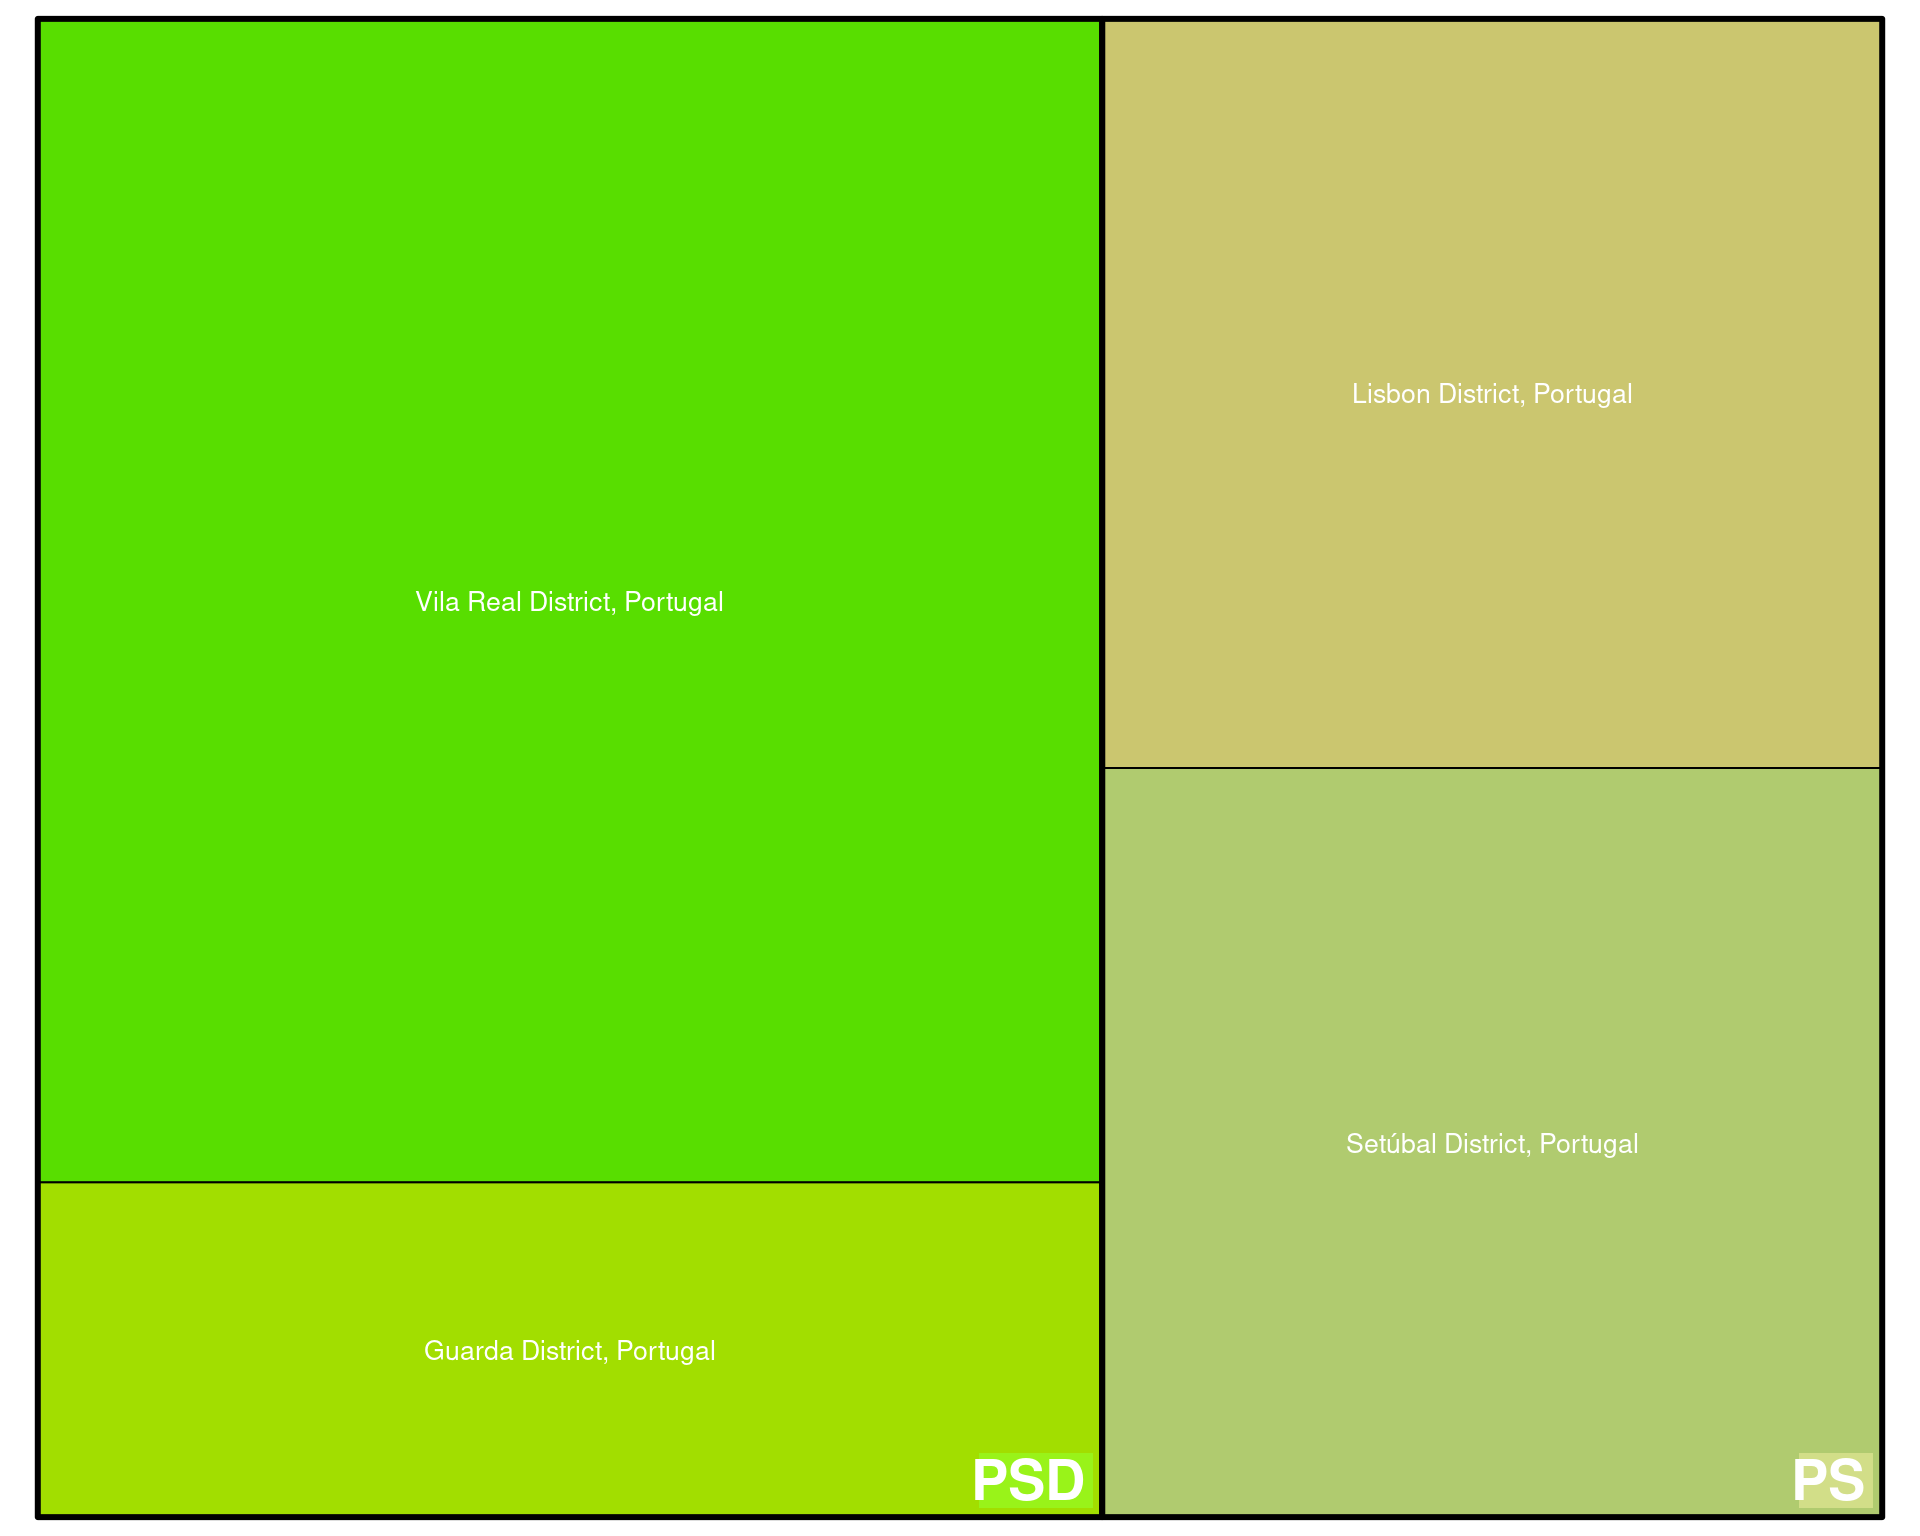 Vila Real District, Portugal
Guarda District, Portugal
PSD
Lisbon District, Portugal
Setúbal District, Portugal
PS